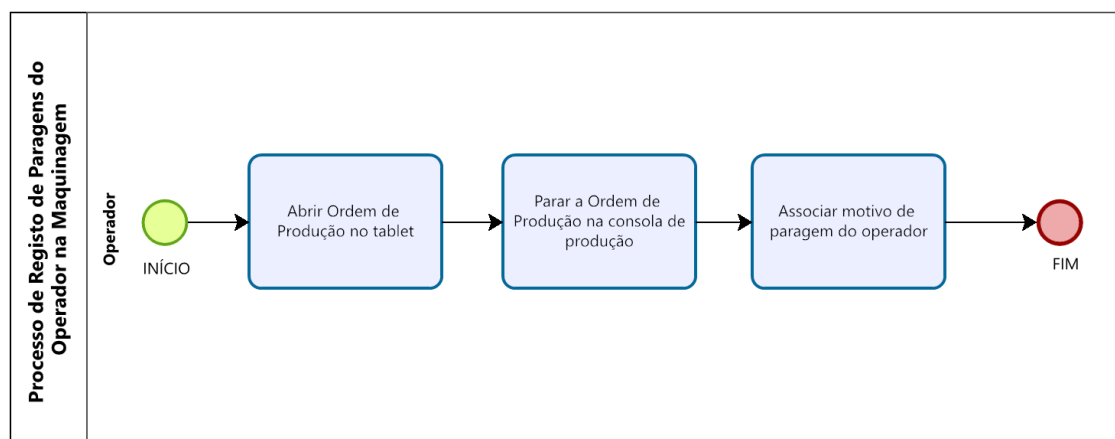 Processo de Registo de Paragens do
Operador na Maquinagem
Operador
INÍCIO
Abrir Ordem de
Produção no tablet
Parar a Ordem de
Produção na consola de
produção
Associar motivo de
paragem do operador
FIM